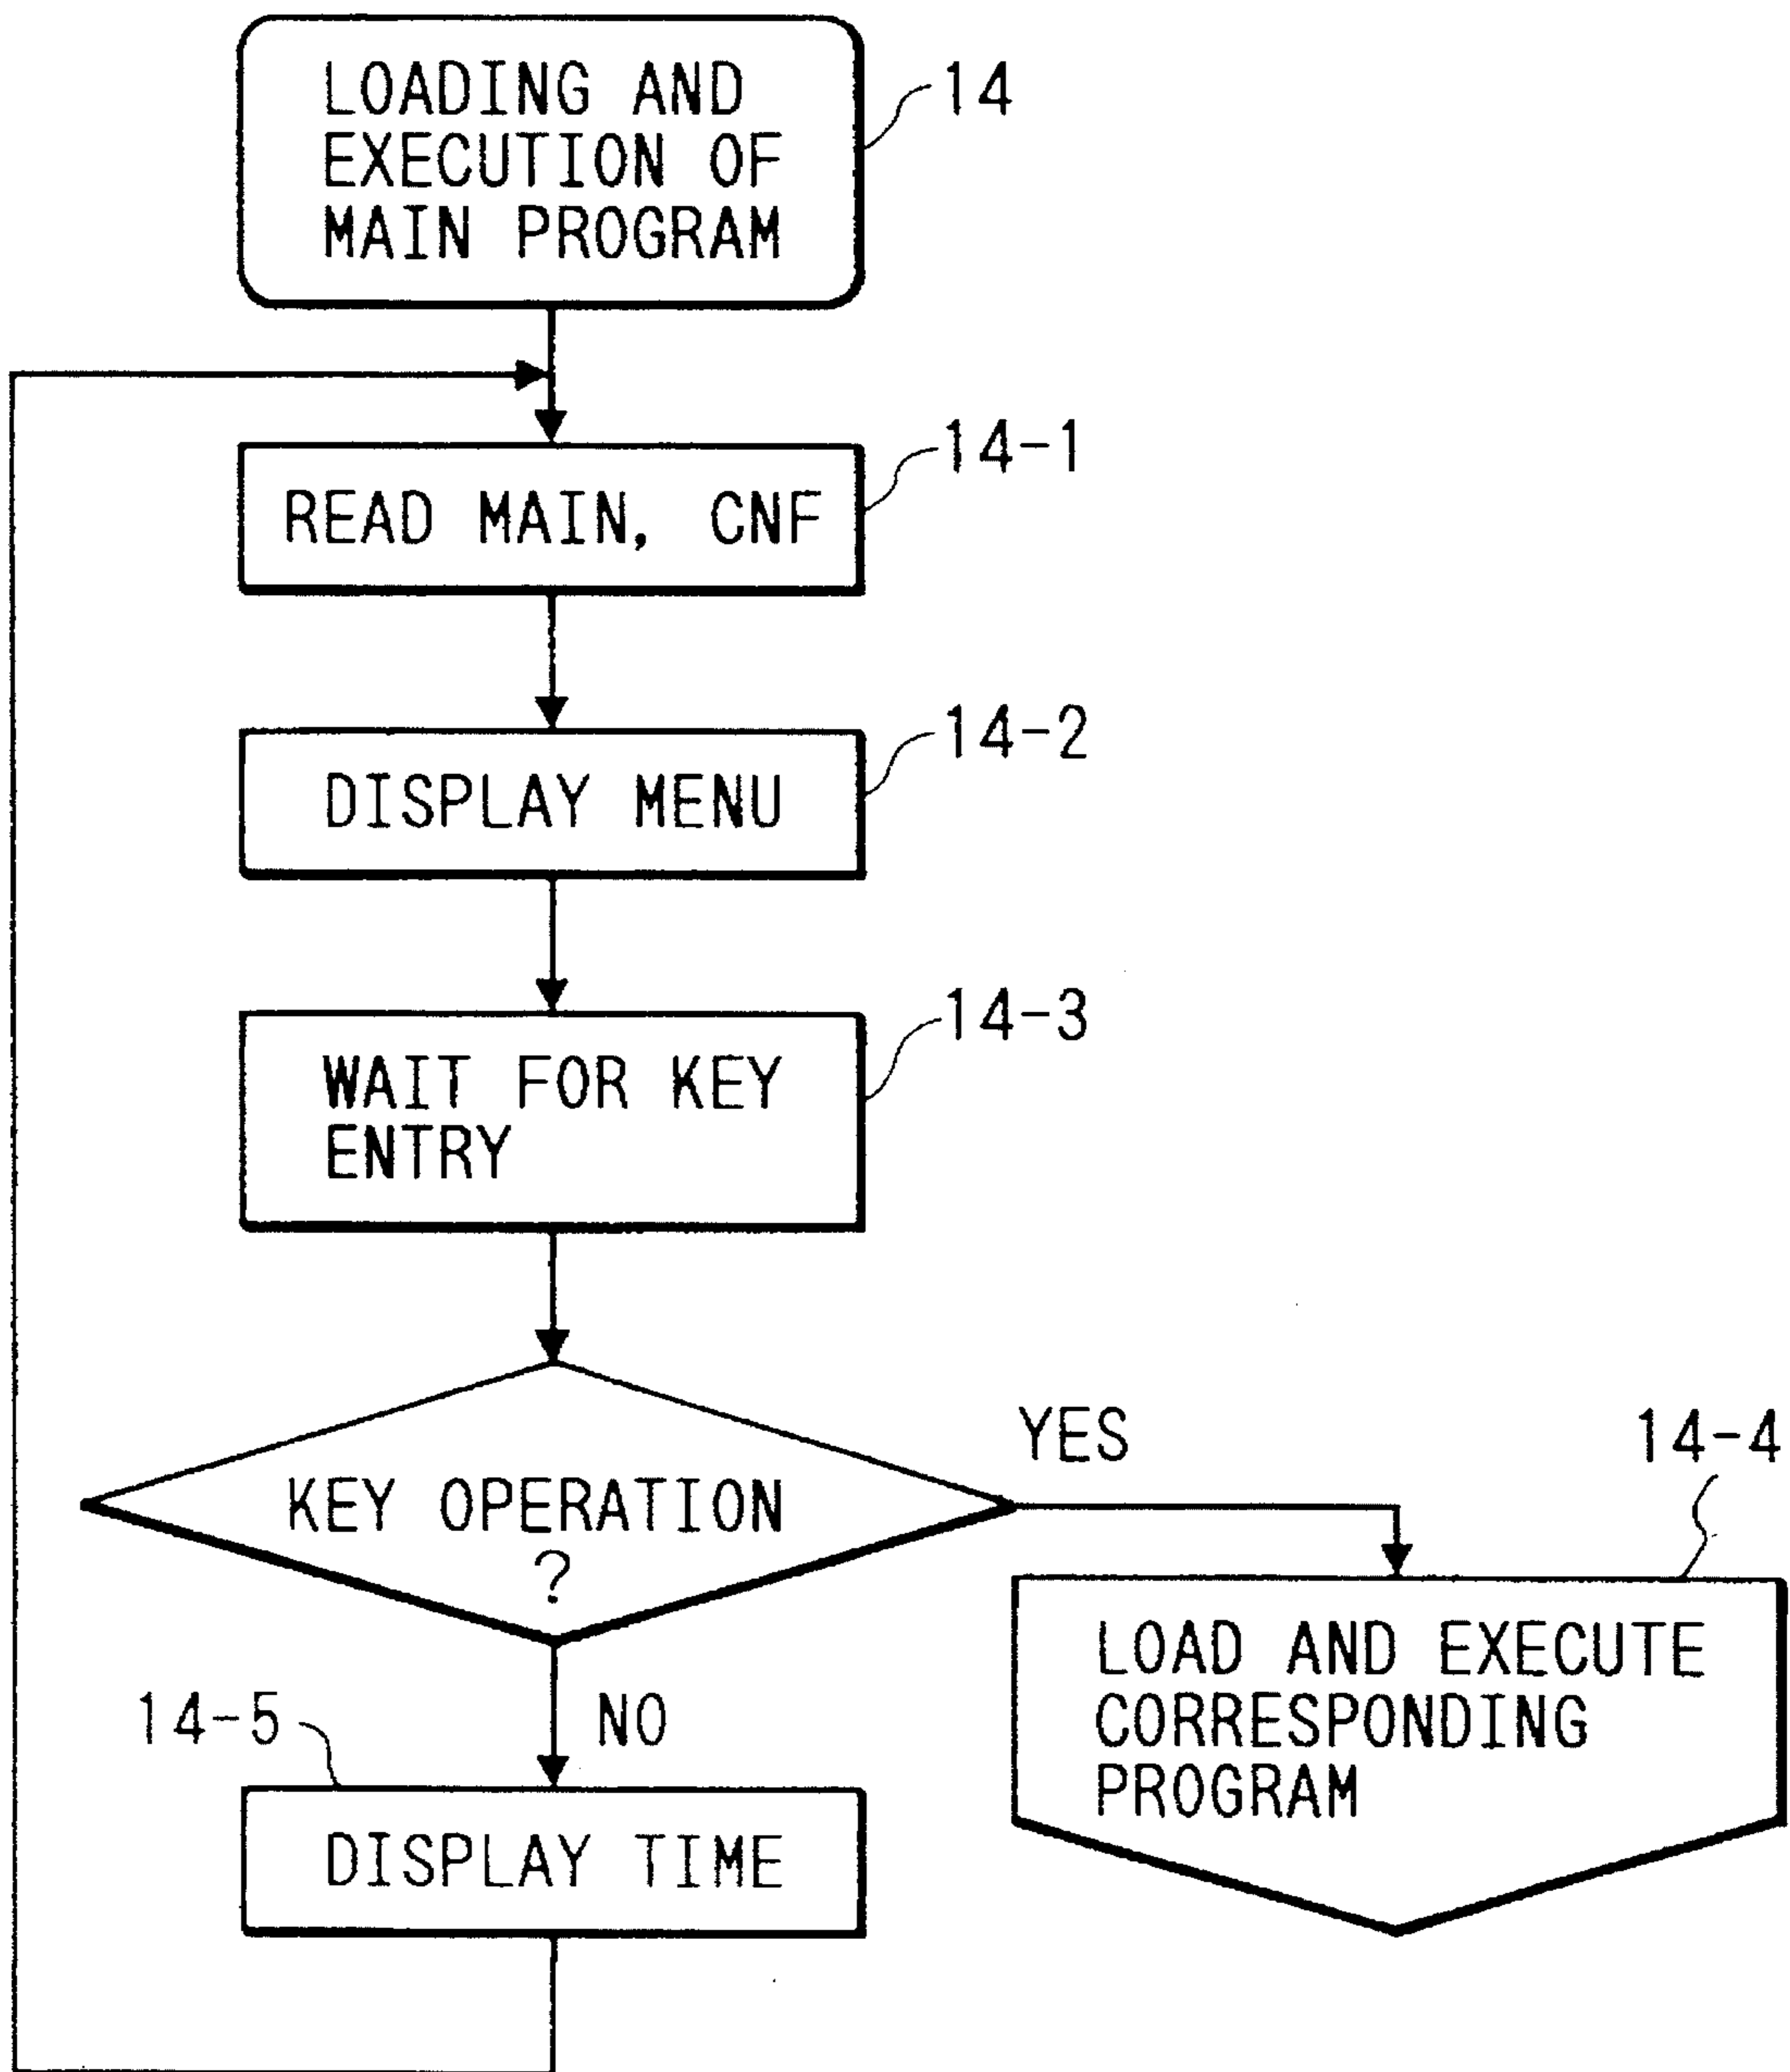 LOADING AND
EXECUTION OF
MAIN PROGRAM
14
14-1
READ MAIN, CNF
14-2
DISPLAY MENU
14-3
WAIT FOR KEY
ENTRY
KEY OPERATION
?
YES
14-4
LOAD AND EXECUTE
CORRESPONDING
PROGRAM
NO
14-5
DISPLAY TIME